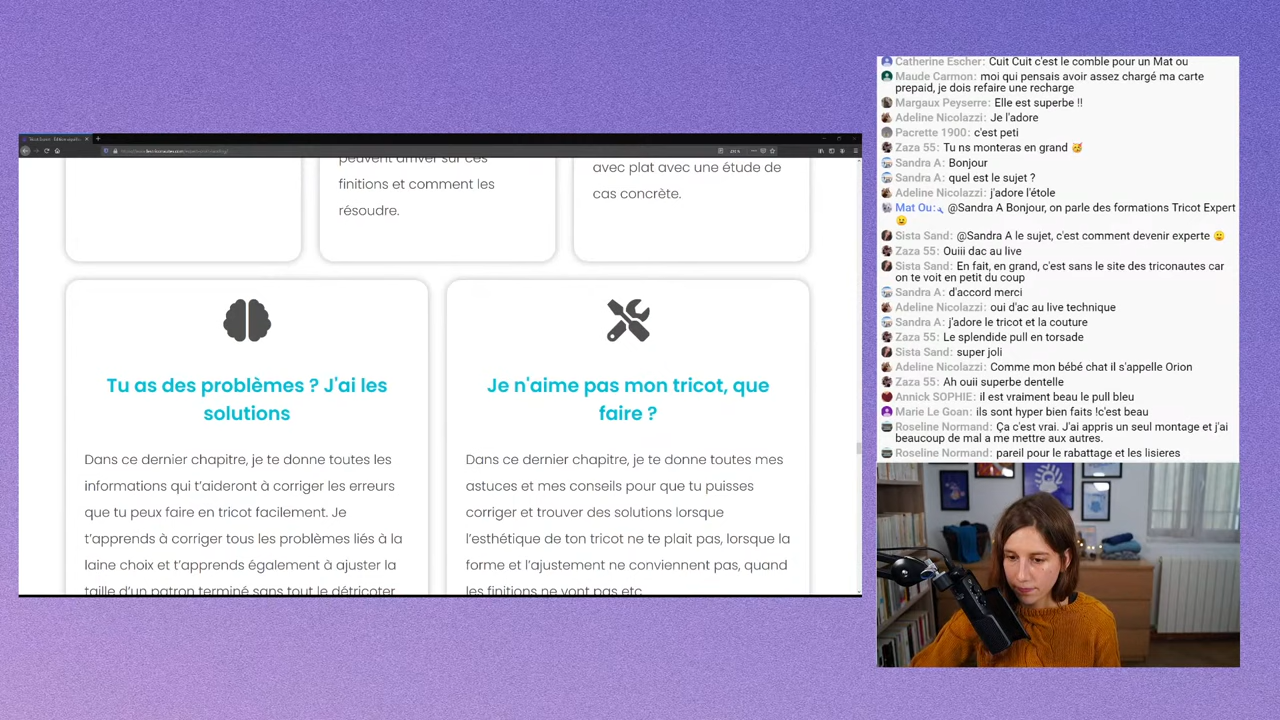 peuvent arriver sur ces
finitions et comment les
résoudre.
avec plat avec une étude de
cas concrète.
Tu as des problèmes ? J'ai les
solutions
Dans ce dernier chapitre, je te donne toutes les
informations qui t'aideront à corriger les erreurs
que tu peux faire en tricot facilement. Je
t'apprends à corriger tous les problèmes liés à la
laine choix et t'apprends également à ajuster la
taille d'un patron terminé sans tout le détricoter
Je n'aime pas mon tricot, que
faire ?
Dans ce dernier chapitre, je te donne toutes mes
astuces et mes conseils pour que tu puisses
corriger et trouver des solutions lorsque
l'esthétique de ton tricot ne te plait pas, lorsque la
forme et l'ajustement ne conviennent pas, quand
les finitions ne vont pas etc
Catherine Escher: Cuit Cuit c'est le comble pour un Mat ou
Maude Carmon: moi qui pensais avoir assez chargé ma carte
prepaid, je dois refaire une recharge
Margaux Peyserre: Elle est superbe !!
Adeline Nicolazzi: Je l'adore
Pacrette 1900: c'est peti
Zaza 55: Tu ns monteras en grand 🥳
Sandra A: Bonjour
Sandra A: quel est le sujet ?
Adeline Nicolazzi: j'adore l'étole
Mat Ou: @Sandra A Bonjour, on parle des formations Tricot Expert
😉
Sista Sand: @Sandra A le sujet, c'est comment devenir experte 🙂
Zaza 55: Ouiii dac au live
Sista Sand: En fait, en grand, c'est sans le site des triconautes car
on te voit en petit du coup
Sandra A: d'accord merci
Adeline Nicolazzi: oui d'ac au live technique
Sandra A: j'adore le tricot et la couture
Zaza 55: Le splendide pull en torsade
Sista Sand: super joli
Adeline Nicolazzi: Comme mon bébé chat il s'appelle Orion
Zaza 55: Ah ouii superbe dentelle
Annick SOPHIE: il est vraiment beau le pull bleu
Marie Le Goan: ils sont hyper bien faits !c'est beau
Roseline Normand: Ça c'est vrai. J'ai appris un seul montage et j'ai
beaucoup de mal a me mettre aux autres.
Roseline Normand: pareil pour le rabattage et les lisieres